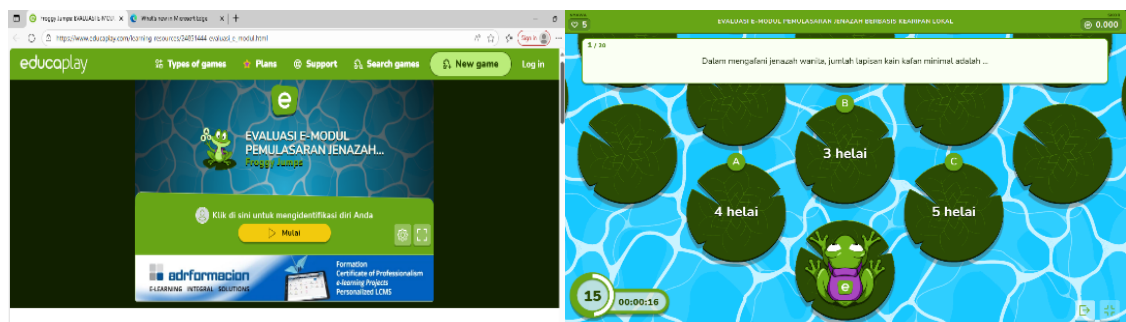 Froggy Jumps: EVALUASI E-MODUL
What's new in Microsoft Edge
https://www.educaplay.com/learning-resources/24851444-evaluasi_e_modul.html
Sign in
educaplay
Types of games
Plans
Support
Search games
New game
Log in
e
EVALUASI E-MODUL
PEMULASARAN JENAZAH...
Froggy Jumps
Klik di sini untuk mengidentifikasi diri Anda
Mulai
adrformacion
E-LEARNING INTEGRAL SOLUTIONS
Formation
Certificate of Professionalism
e-learning Projects
Personalized LCMS
5
EVALUASI E-MODUL PEMULASARAN JENAZAH BERBASIS KEARIFAN LOKAL
0.000
1 / 20
Dalam mengafani jenazah wanita, jumlah lapisan kain kafan minimal adalah ...
B
3 helai
A
4 helai
C
5 helai
e
15
00:00:16